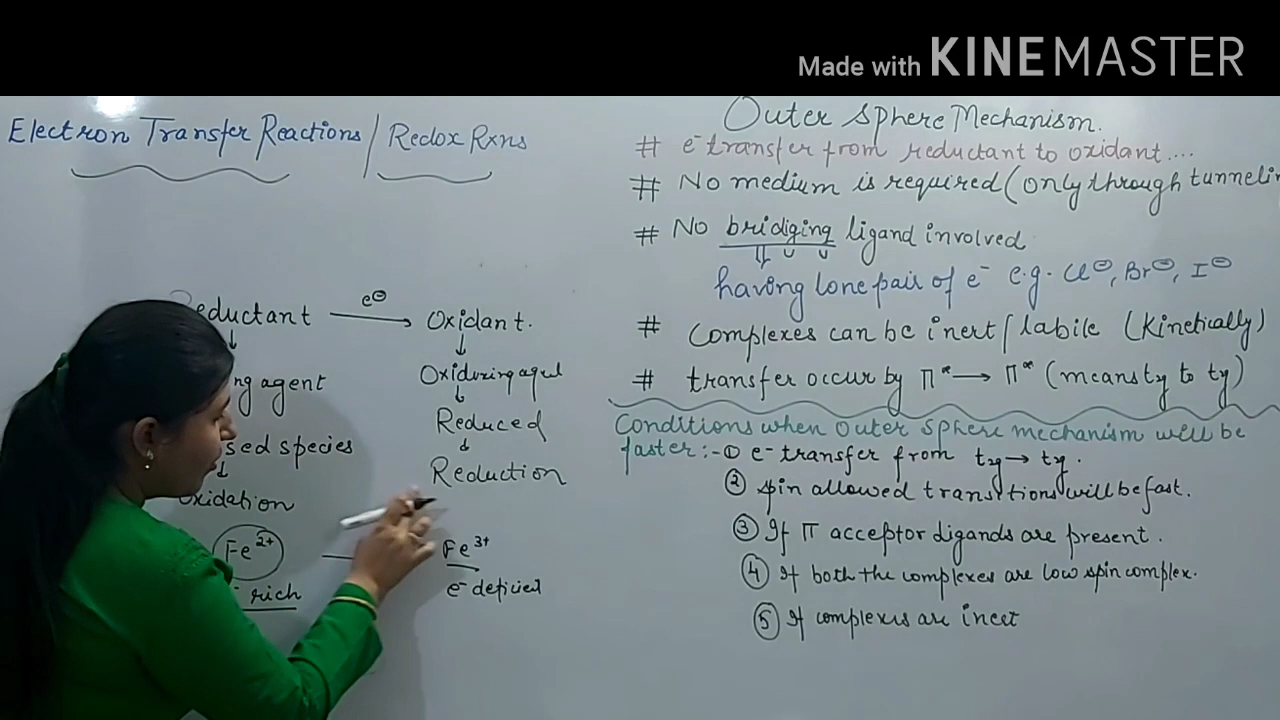 Made with KINEMASTER
Electron Transfer Reactions / Redox Rxns
eductant e⊖ → Oxidant.
↓ ↓
ng agent Oxidizing agent
sed species Reduced
↓ ↓
Oxidation Reduction
Fe²⁺ — Fe³⁺
rich e⁻ deficient
Outer Sphere Mechanism.
# e⁻ transfer from reductant to oxidant....
# No medium is required (only through tunnelin
# No bridging ligand involved
having lone pair of e⁻ e.g. Cl⊖, Br⊖, I⊖
# Complexes can be inert / labile (Kinetically)
# transfer occur by π* → π* (means t₂g to t₂g)
Conditions when Outer sphere mechanism will be
faster:- ① e⁻ transfer from t₂g → t₂g.
② Spin allowed transitions will be fast.
③ If π acceptor ligands are present.
④ If both the complexes are low spin complex.
⑤ If complexes are inert